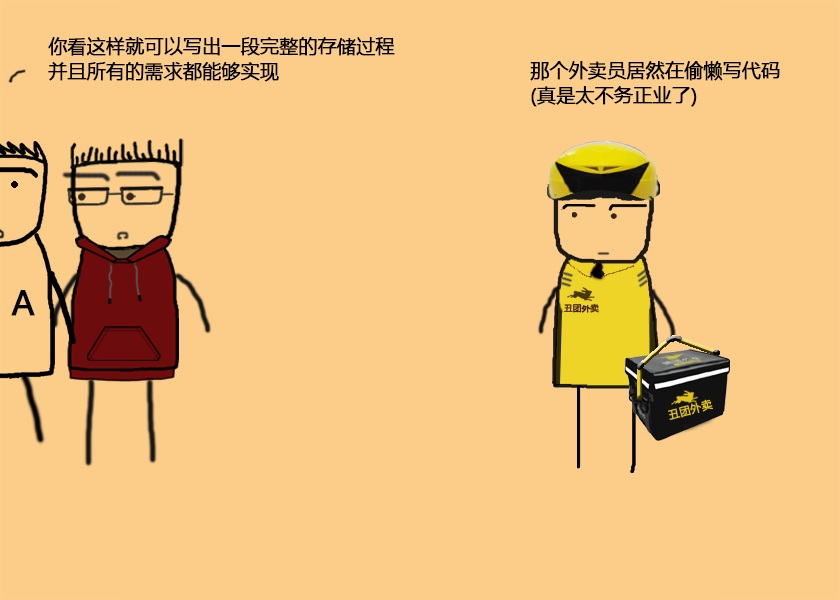 你看这样就可以写出一段完整的存储过程
并且所有的需求都能够实现
那个外卖员居然在偷懒写代码
(真是太不务正业了)
A
丑团外卖
丑团外卖